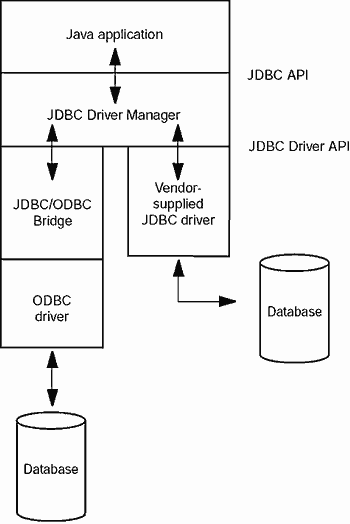 Java application
JDBC API
JDBC Driver Manager
JDBC Driver API
JDBC/ODBC
Bridge
Vendor-
supplied
JDBC driver
ODBC
driver
Database
Database